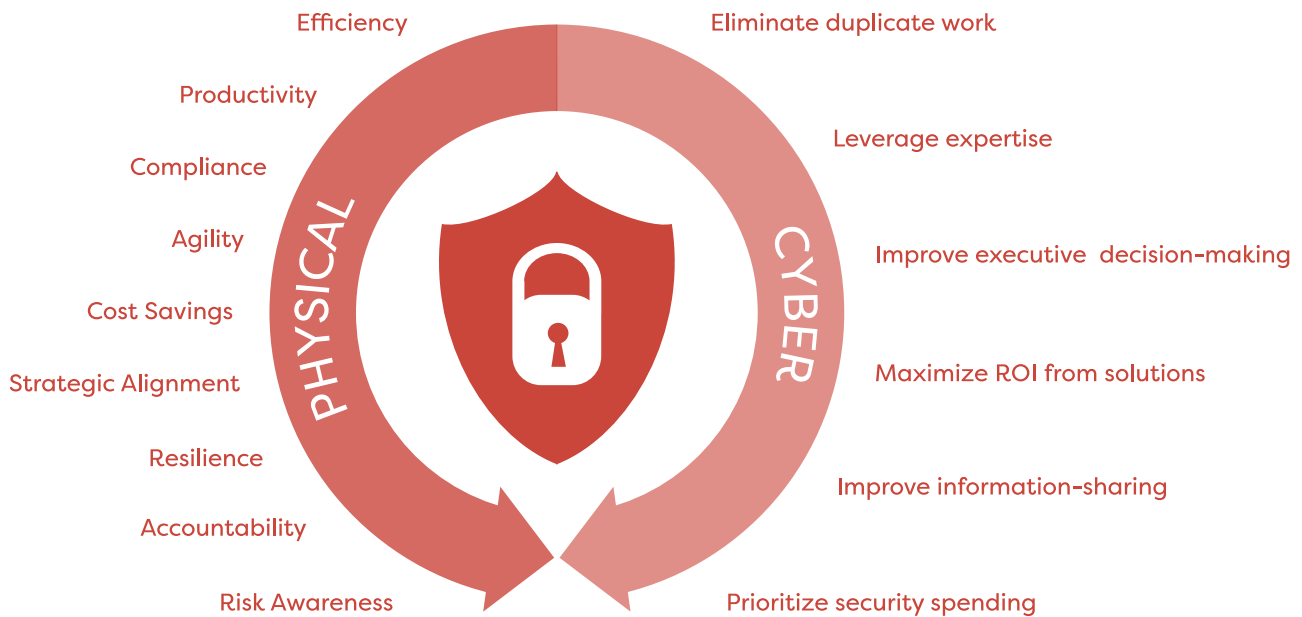 Efficiency
Productivity
Compliance
Agility
Cost Savings
Strategic Alignment
Resilience
Accountability
Risk Awareness
PHYSICAL
CYBER
Eliminate duplicate work
Leverage expertise
Improve executive decision-making
Maximize ROI from solutions
Improve information-sharing
Prioritize security spending